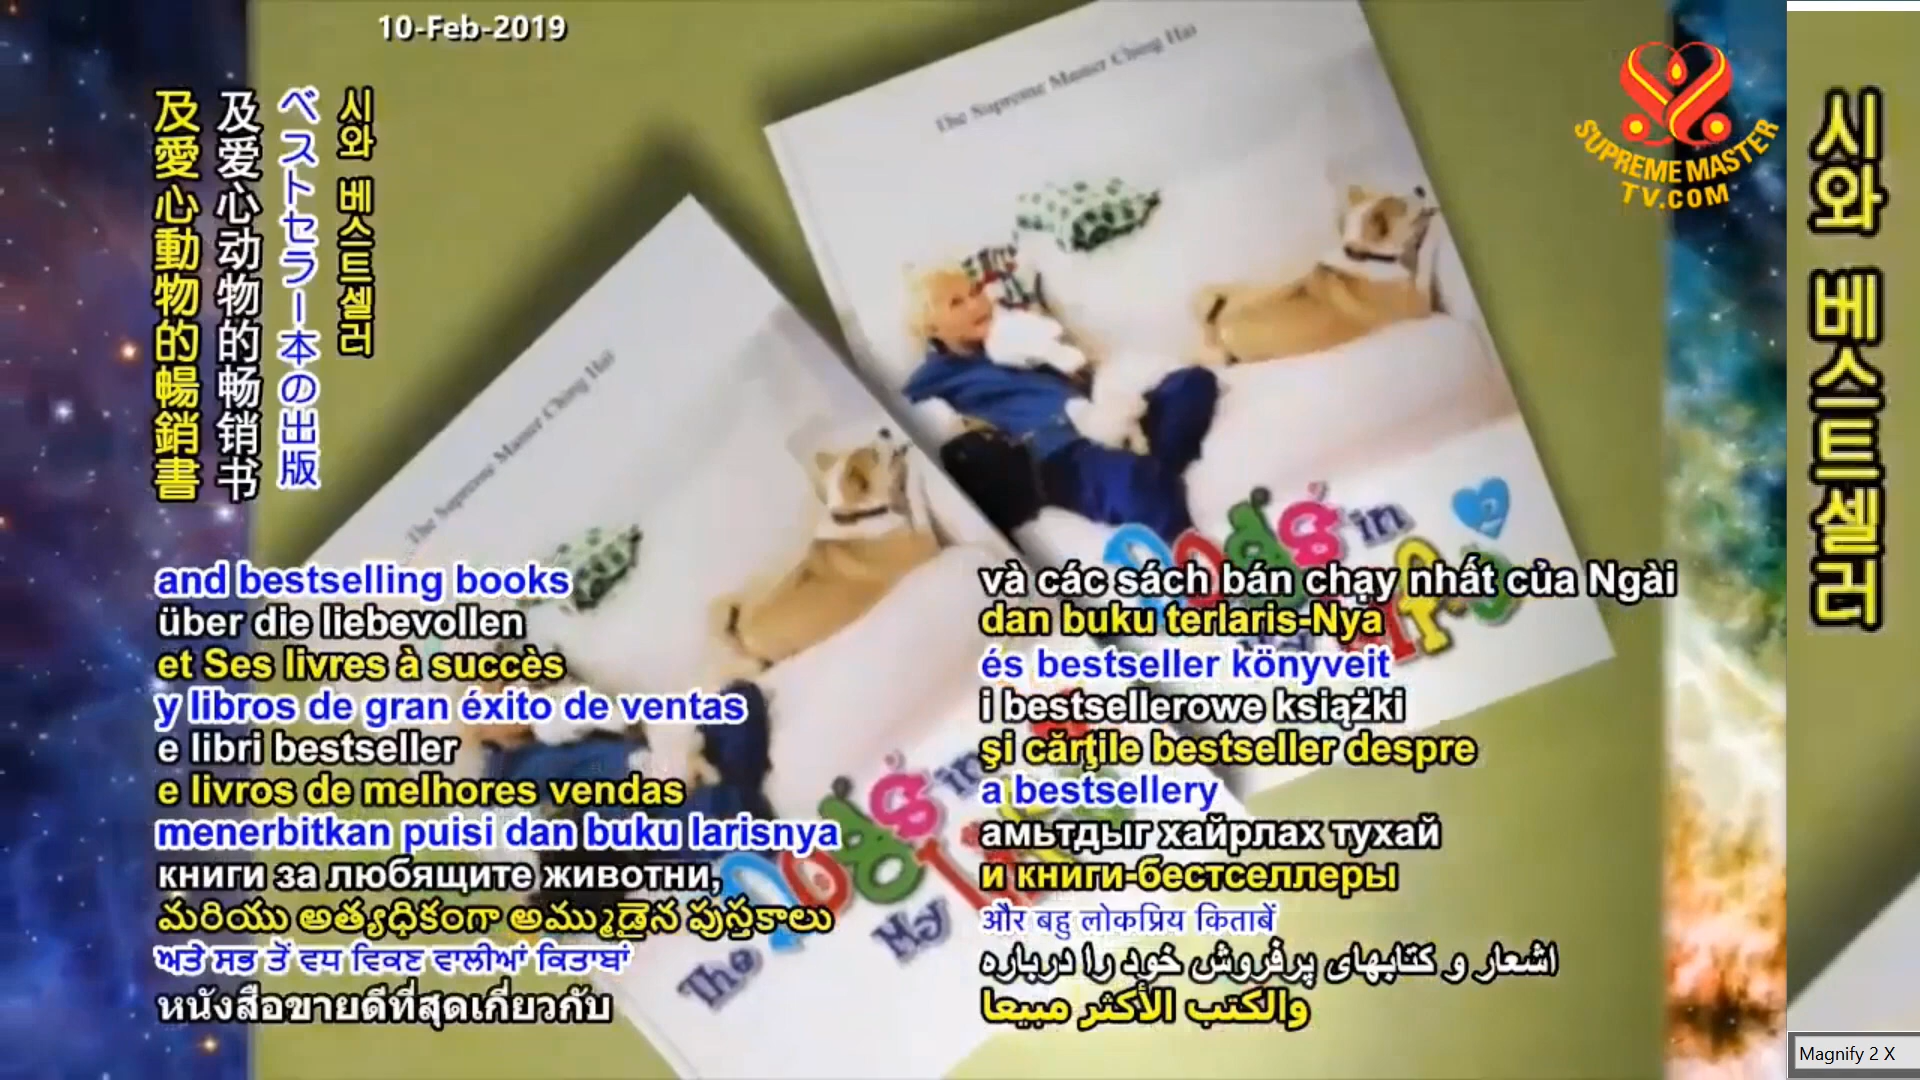 10-Feb-2019
SUPREME MASTER
TV.COM
시와 베스트셀러
ベストセラー本の出版
及爱心动物的畅销书
及愛心動物的暢銷書
The Supreme Master Ching Hai
The Supreme Master Ching Hai
and bestselling books
über die liebevollen
et Ses livres à succès
y libros de gran éxito de ventas
e libri bestseller
e livros de melhores vendas
menerbitkan puisi dan buku larisnya
книги за любящите животни,
మరియు అత్యధికంగా అమ్ముడైన పుస్తకాలు
ਅਤੇ ਸਭ ਤੋਂ ਵਧ ਵਿਕਣ ਵਾਲੀਆਂ ਕਿਤਾਬਾਂ
หนังสือขายดีที่สุดเกี่ยวกับ
và các sách bán chạy nhất của Ngài
dan buku terlaris-Nya
és bestseller könyveit
i bestsellerowe książki
şi cărţile bestseller despre
a bestsellery
амьтдыг хайрлах тухай
и книги-бестселлеры
और बहु लोकप्रिय किताबें
اشعار و کتابهای پرفروش خود را درباره
والكتب الأكثر مبيعا
Dogs in
2
The Dogs in
My
시와 베스트셀러
Magnify 2 X